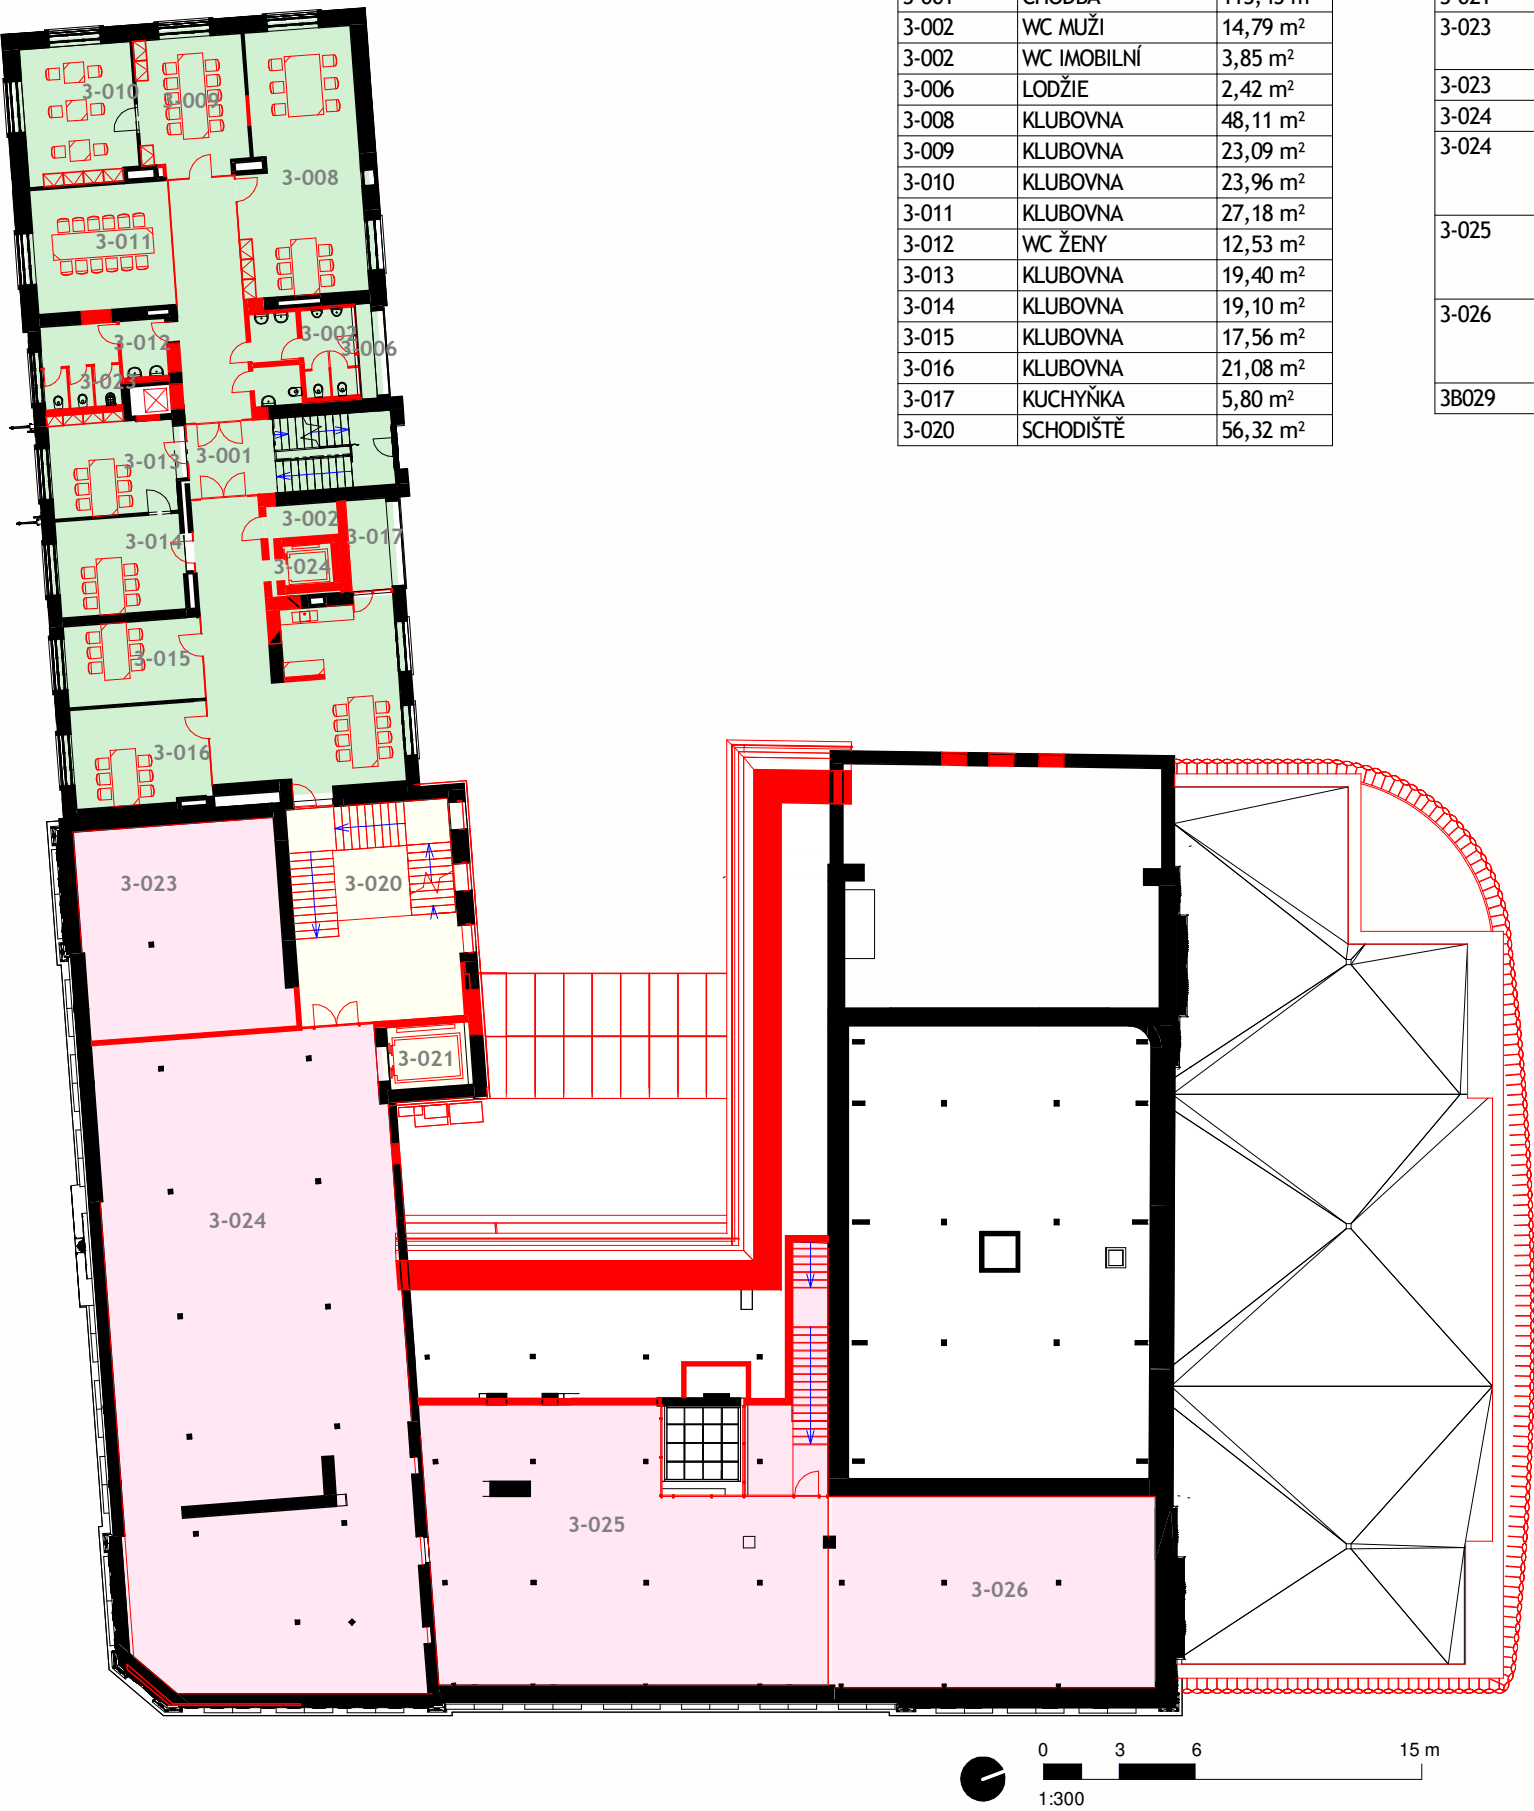 3-002 WC MUŽI 14,79 m²
3-002 WC IMOBILNÍ 3,85 m²
3-006 LODŽIE 2,42 m²
3-008 KLUBOVNA 48,11 m²
3-009 KLUBOVNA 23,09 m²
3-010 KLUBOVNA 23,96 m²
3-011 KLUBOVNA 27,18 m²
3-012 WC ŽENY 12,53 m²
3-013 KLUBOVNA 19,40 m²
3-014 KLUBOVNA 19,10 m²
3-015 KLUBOVNA 17,56 m²
3-016 KLUBOVNA 21,08 m²
3-017 KUCHYŇKA 5,80 m²
3-020 SCHODIŠTĚ 56,32 m²
3-023
3-023
3-024
3-024
3-025
3-026
3B029
3-010
3-009
3-008
3-011
3-012
3-002
3-006
3-023
3-013
3-001
3-002
3-014
3-017
3-024
3-015
3-016
3-023
3-020
3-021
3-024
3-025
3-026
0 3 6 15 m
1:300